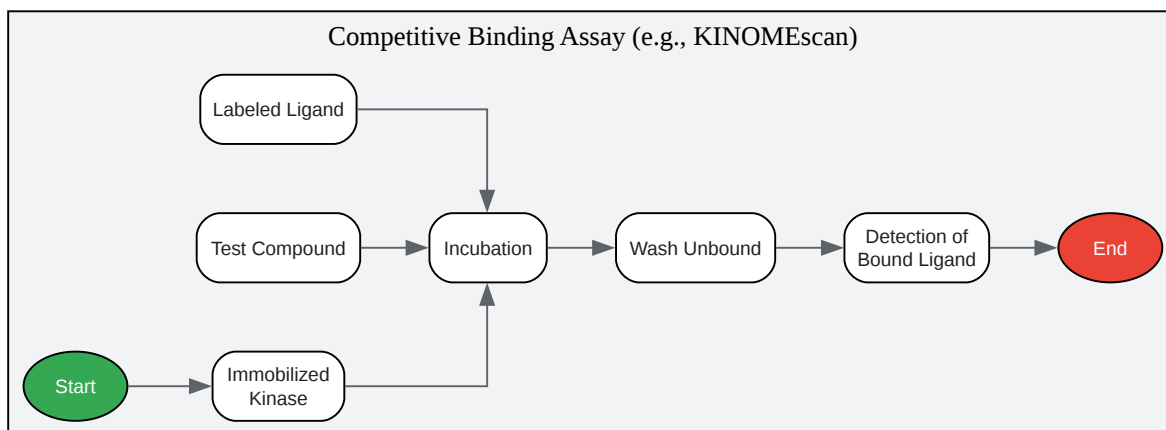 Competitive Binding Assay (e.g., KINOMEscan)
Labeled Ligand
Test Compound
Incubation
Wash Unbound
Detection of
Bound Ligand
End
Start
Immobilized
Kinase